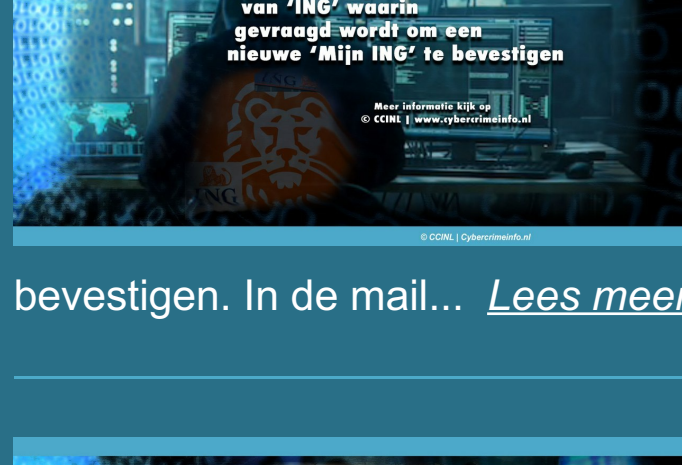 van ‘ING’ waarin
gevraagd wordt om een
nieuwe ‘Mijn ING’ te bevestigen
ING
Meer informatie kijk op
© CCINL | www.cybercrimeinfo.nl
ING
© CCINL | Cybercrimeinfo.nl
bevestigen. In de mail... Lees meer